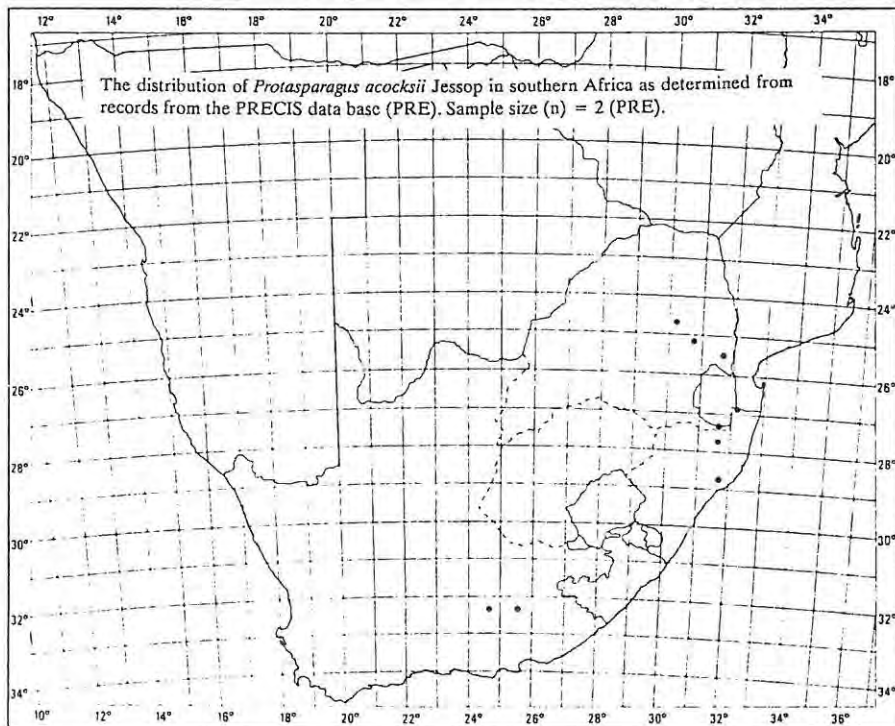 12° 14° 16° 18° 20° 22° 24° 26° 28° 30° 32° 34°
The distribution of Protasparagus acocksii Jessop in southern Africa as determined from
records from the PRECIS data base (PRE). Sample size (n) = 2 (PRE).
18° 18°
20° 20°
22° 22°
24° 24°
26° 26°
28° 28°
30° 30°
32° 32°
34° 34°
10° 12° 14° 16° 18° 20° 22° 24° 26° 28° 30° 32° 34° 36°